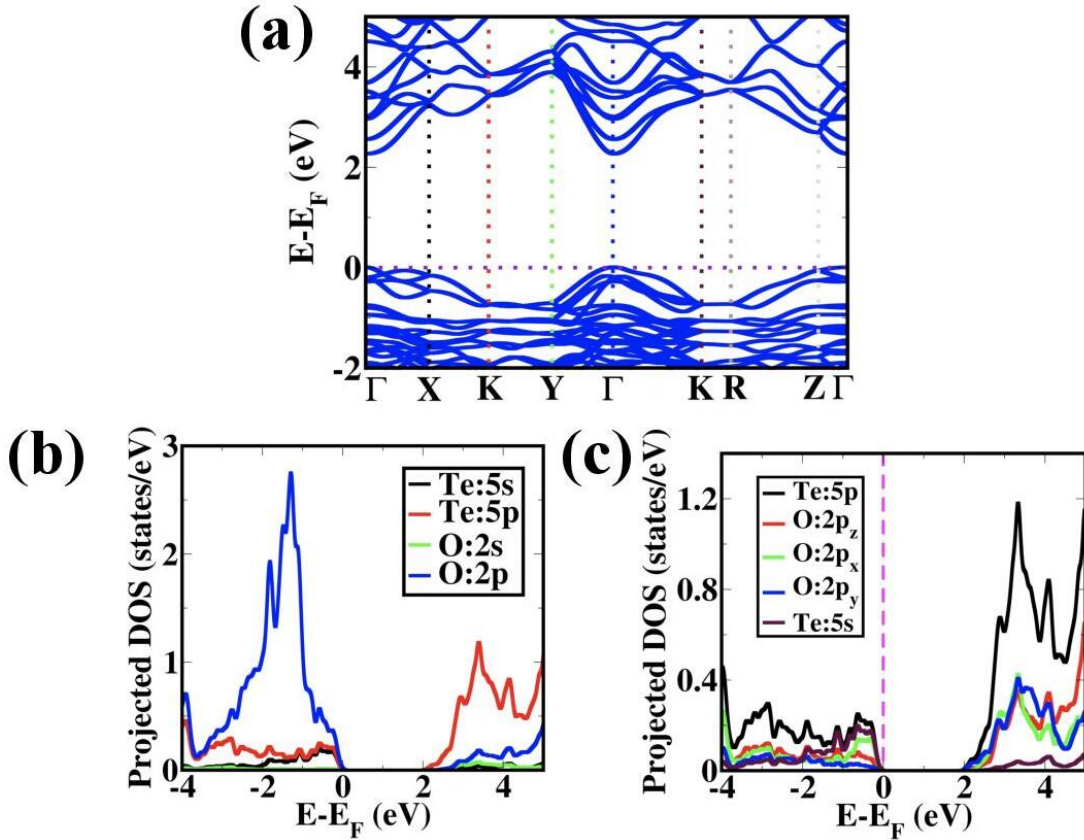 (a)
4
2
0
-2
E-E_F (eV)
Γ X K Y Γ K R Z Γ
(b)
3
2
1
0
Projected DOS (states/eV)
Te:5s
Te:5p
O:2s
O:2p
-4 -2 0 2 4
E-E_F (eV)
(c)
1.2
0.8
0.4
0
Projected DOS (states/eV)
Te:5p
O:2p_z
O:2p_x
O:2p_y
Te:5s
-4 -2 0 2 4
E-E_F (eV)